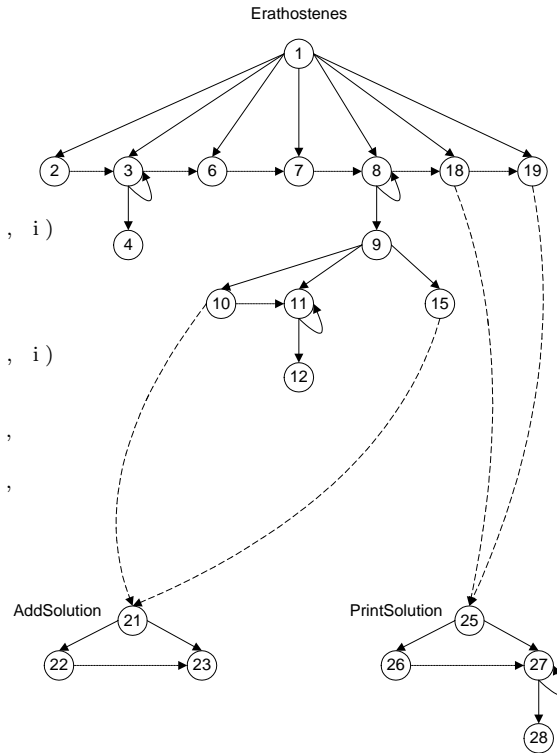 Erathostenes
1
2 3 6 7 8 18 19
, i )
4 9
10 11 15
, i )
12
,
,
AddSolution 21 PrintSolution 25
22 23 26 27
28